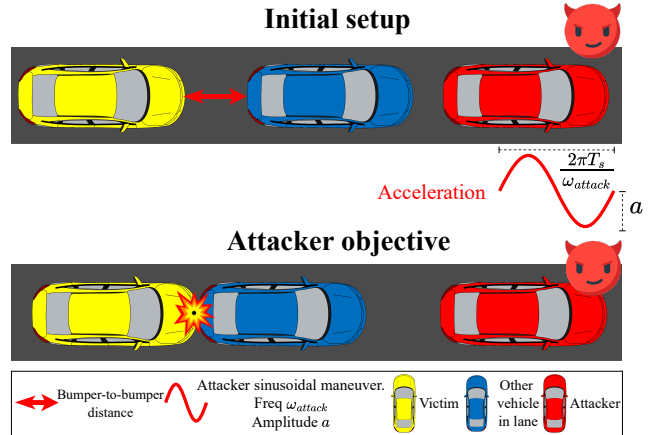 Initial setup
2πT_s
ω_attack
Acceleration
a
Attacker objective
Bumper-to-bumper
distance
Attacker sinusoidal maneuver.
Freq ω_attack
Amplitude a
Victim
Other
vehicle
in lane
Attacker